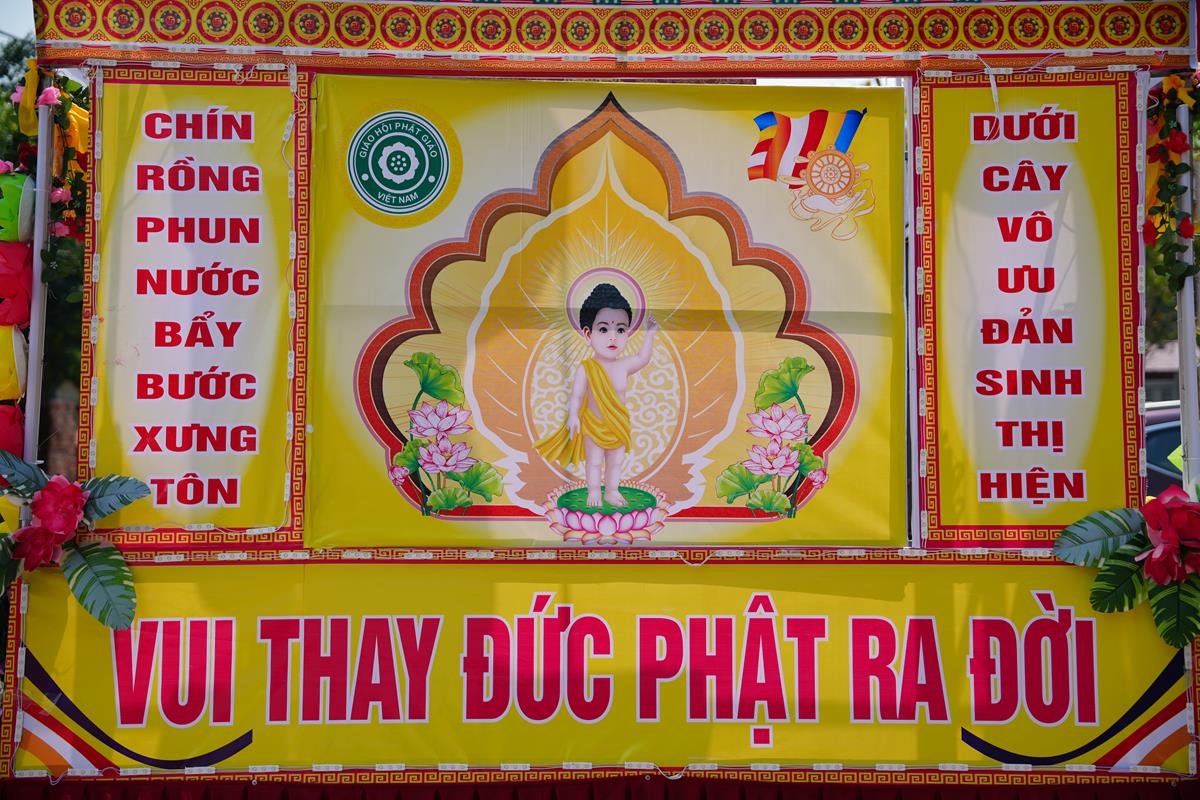 CHÍN
RỒNG
PHUN
NƯỚC
BẨY
BƯỚC
XƯNG
TÔN
GIÁO HỘI PHẬT GIÁO
VIỆT NAM
DƯỚI
CÂY
VÔ
ƯU
ĐẢN
SINH
THỊ
HIỆN
VUI THAY ĐỨC PHẬT RA ĐỜI